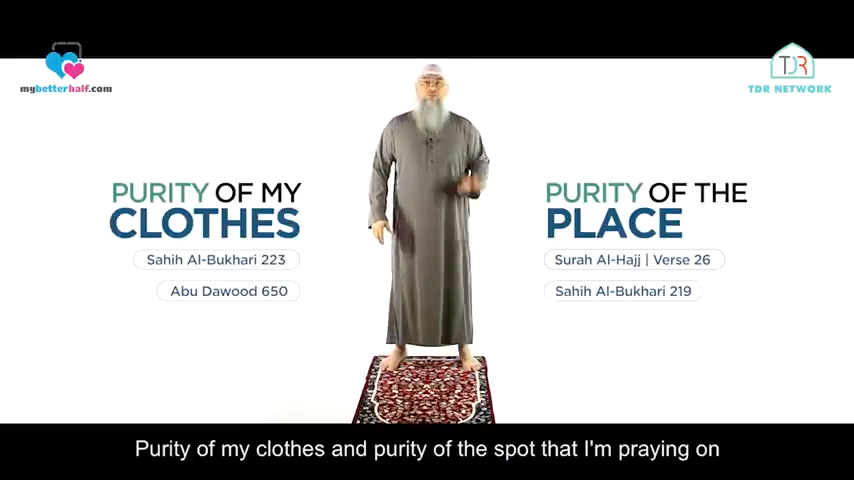 mybetterhalf.com
TDR
TDR NETWORK
PURITY OF MY
CLOTHES
Sahih Al-Bukhari 223
Abu Dawood 650
PURITY OF THE
PLACE
Surah Al-Hajj | Verse 26
Sahih Al-Bukhari 219
Purity of my clothes and purity of the spot that I'm praying on